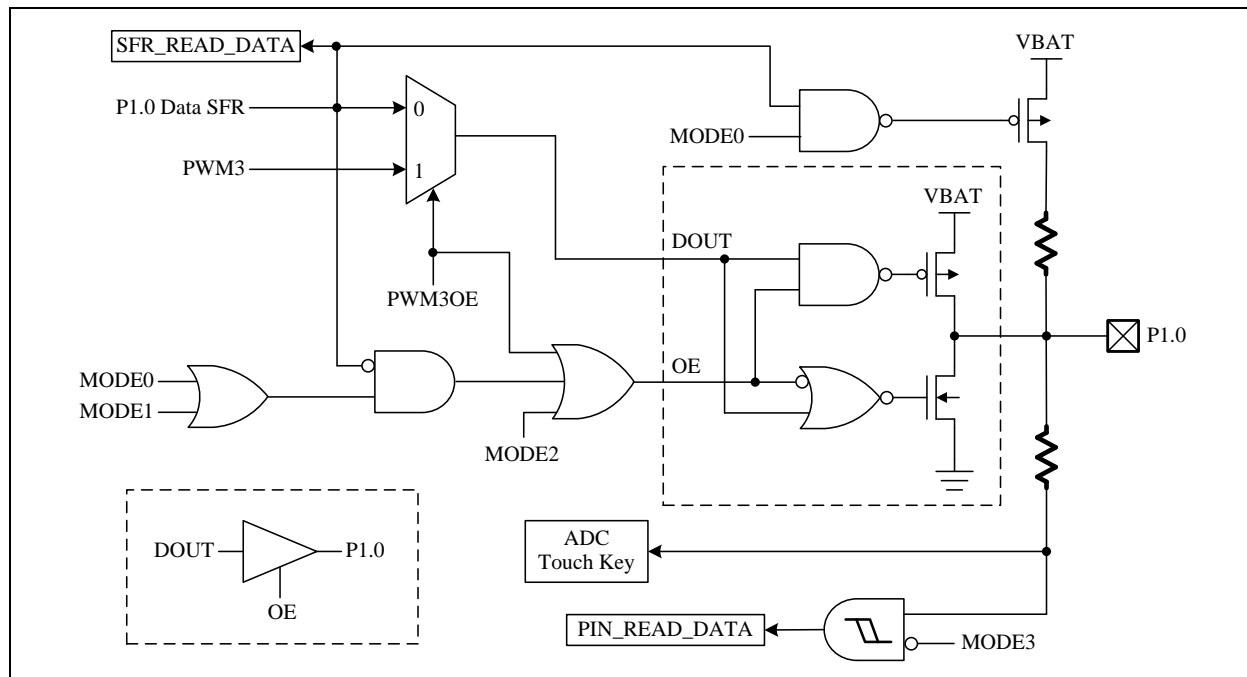 SFR_READ_DATA
VBAT
P1.0 Data SFR
0
MODE0
PWM3
1
VBAT
DOUT
PWM3OE
P1.0
OE
MODE0
MODE1
MODE2
ADC
Touch Key
DOUT
P1.0
OE
PIN_READ_DATA
MODE3